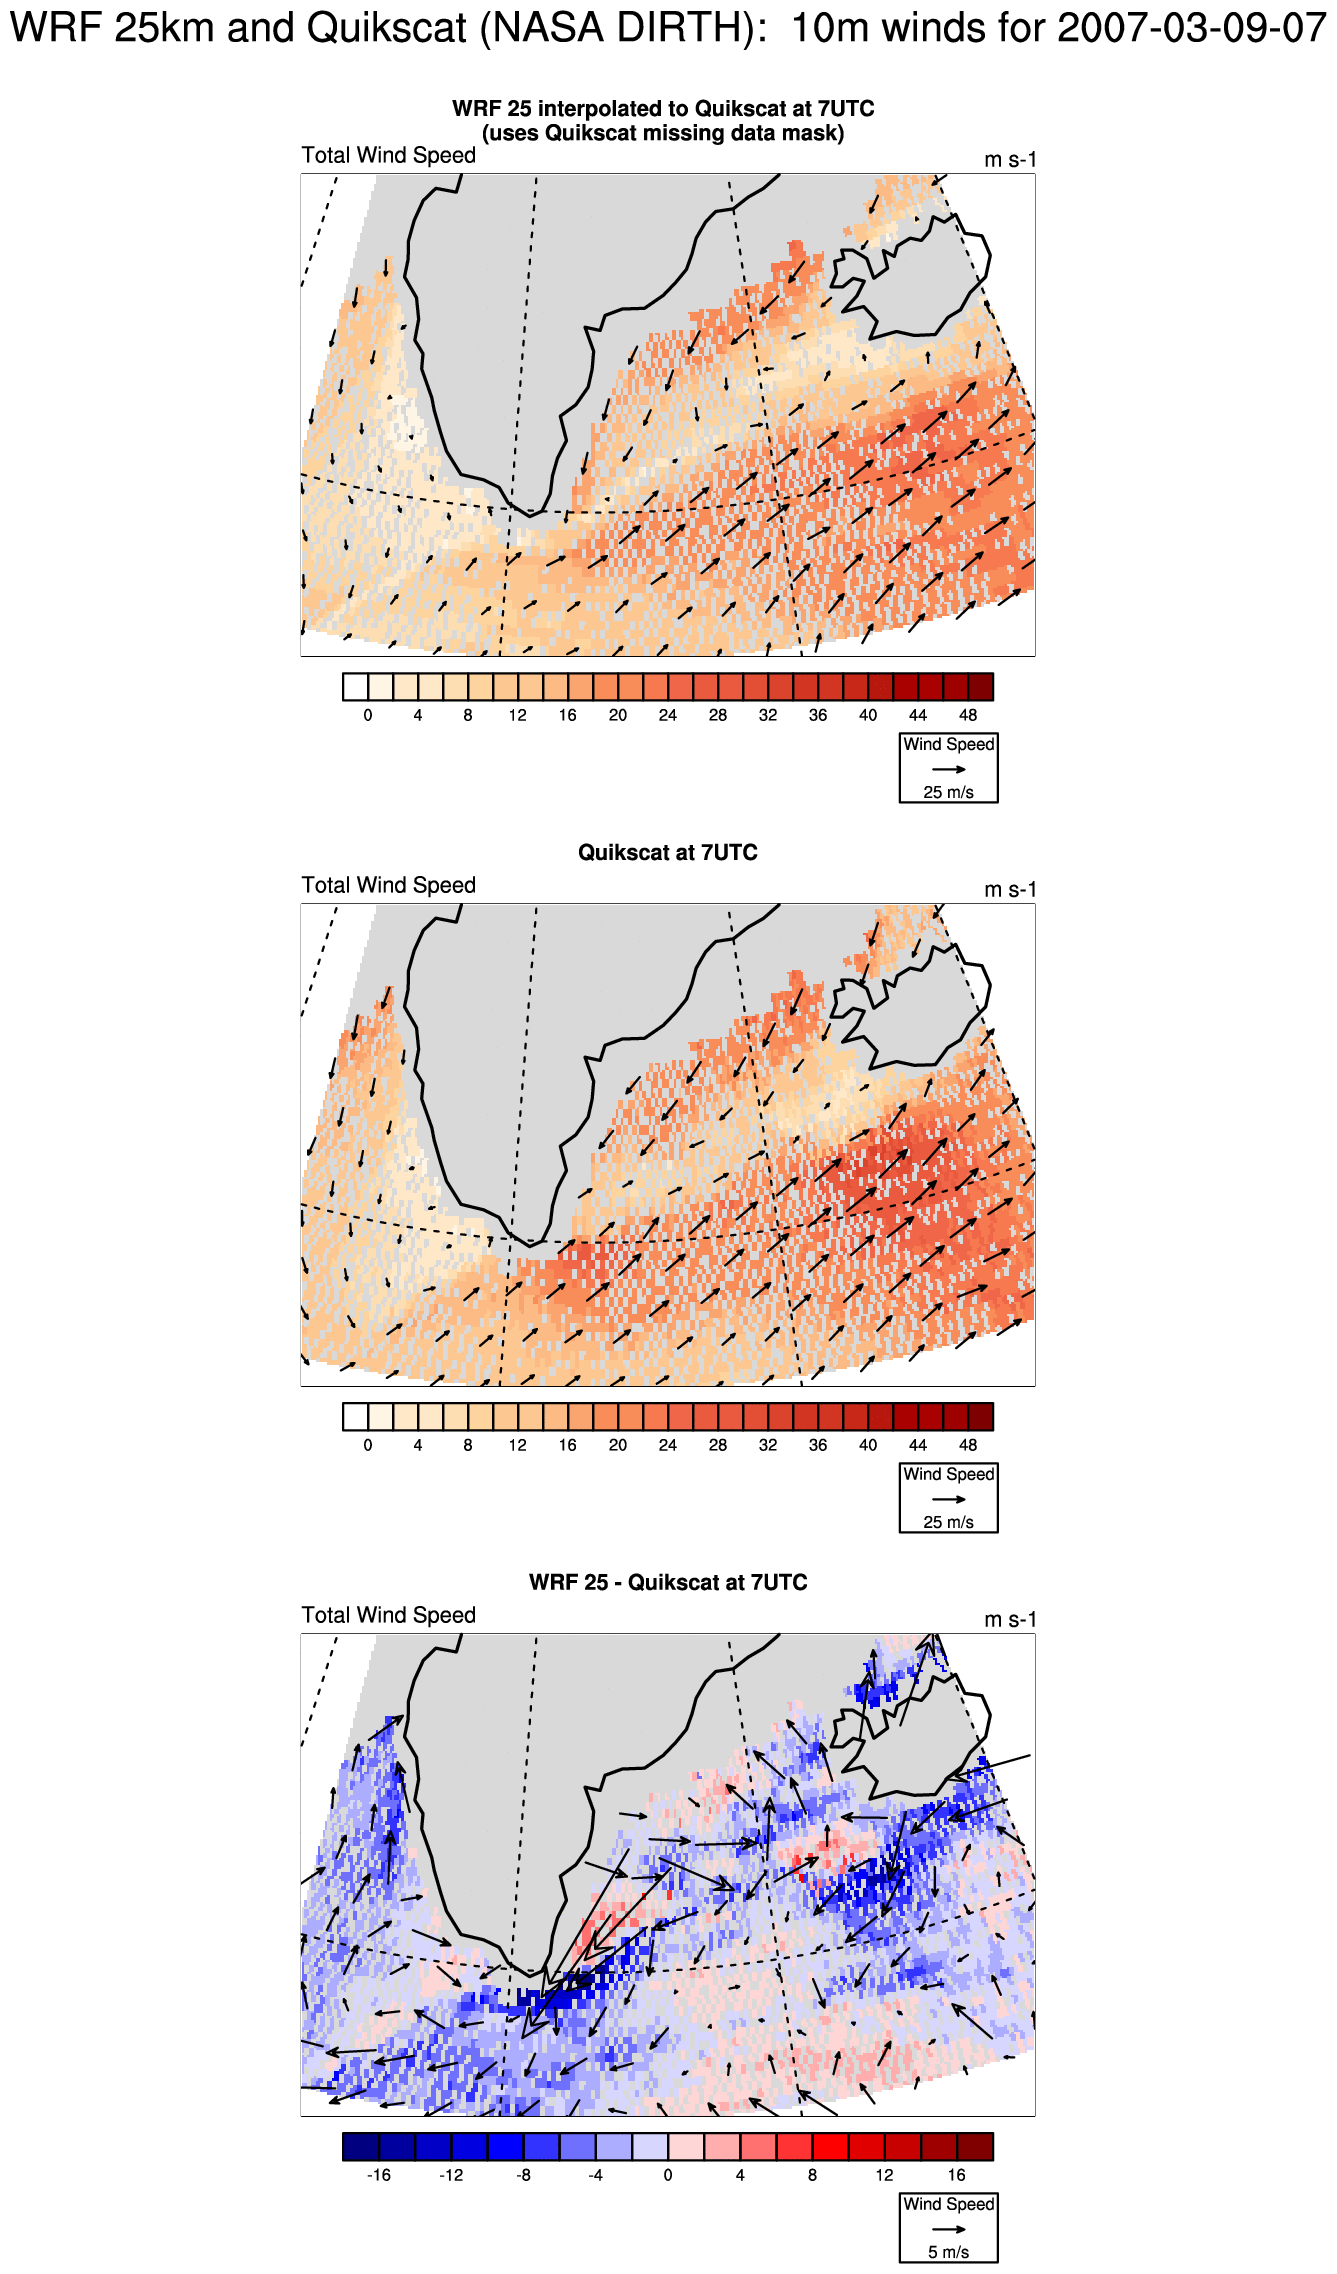 WRF 25km and Quikscat (NASA DIRTH):  10m winds for 2007-03-09-07
WRF 25 interpolated to Quikscat at 7UTC
(uses Quikscat missing data mask)
Total Wind Speed m s-1
0 4 8 12 16 20 24 28 32 36 40 44 48
Wind Speed
25 m/s
Quikscat at 7UTC
Total Wind Speed m s-1
0 4 8 12 16 20 24 28 32 36 40 44 48
Wind Speed
25 m/s
WRF 25 - Quikscat at 7UTC
Total Wind Speed m s-1
-16 -12 -8 -4 0 4 8 12 16
Wind Speed
5 m/s